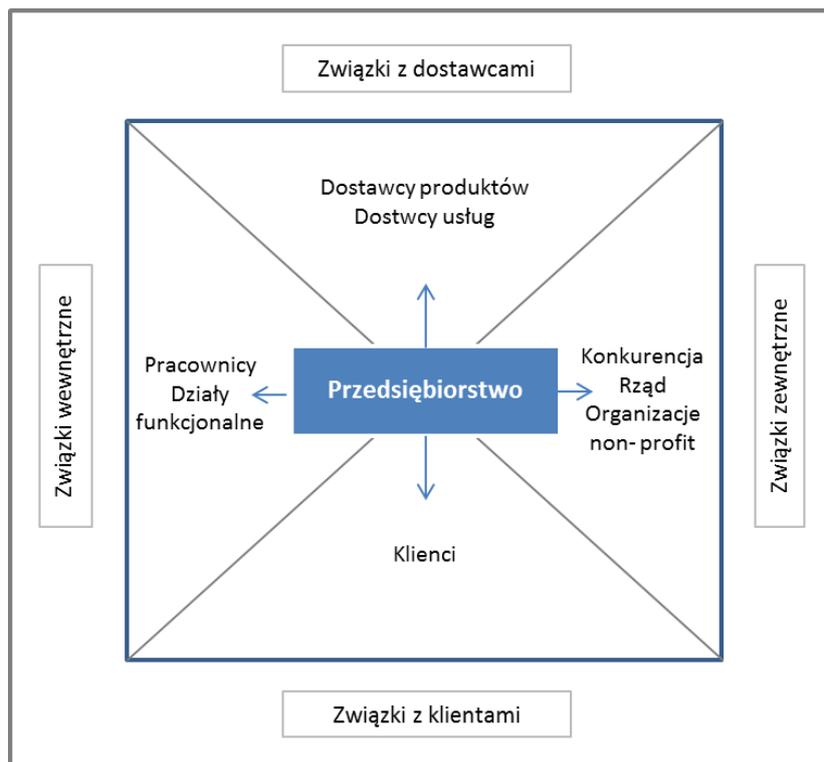 Związki z dostawcami
Dostawcy produktów
Dostwcy usług
Związki wewnętrzne
Pracownicy
Działy
funkcjonalne
Przedsiębiorstwo
Konkurencja
Rząd
Organizacje
non- profit
Związki zewnętrzne
Klienci
Związki z klientami